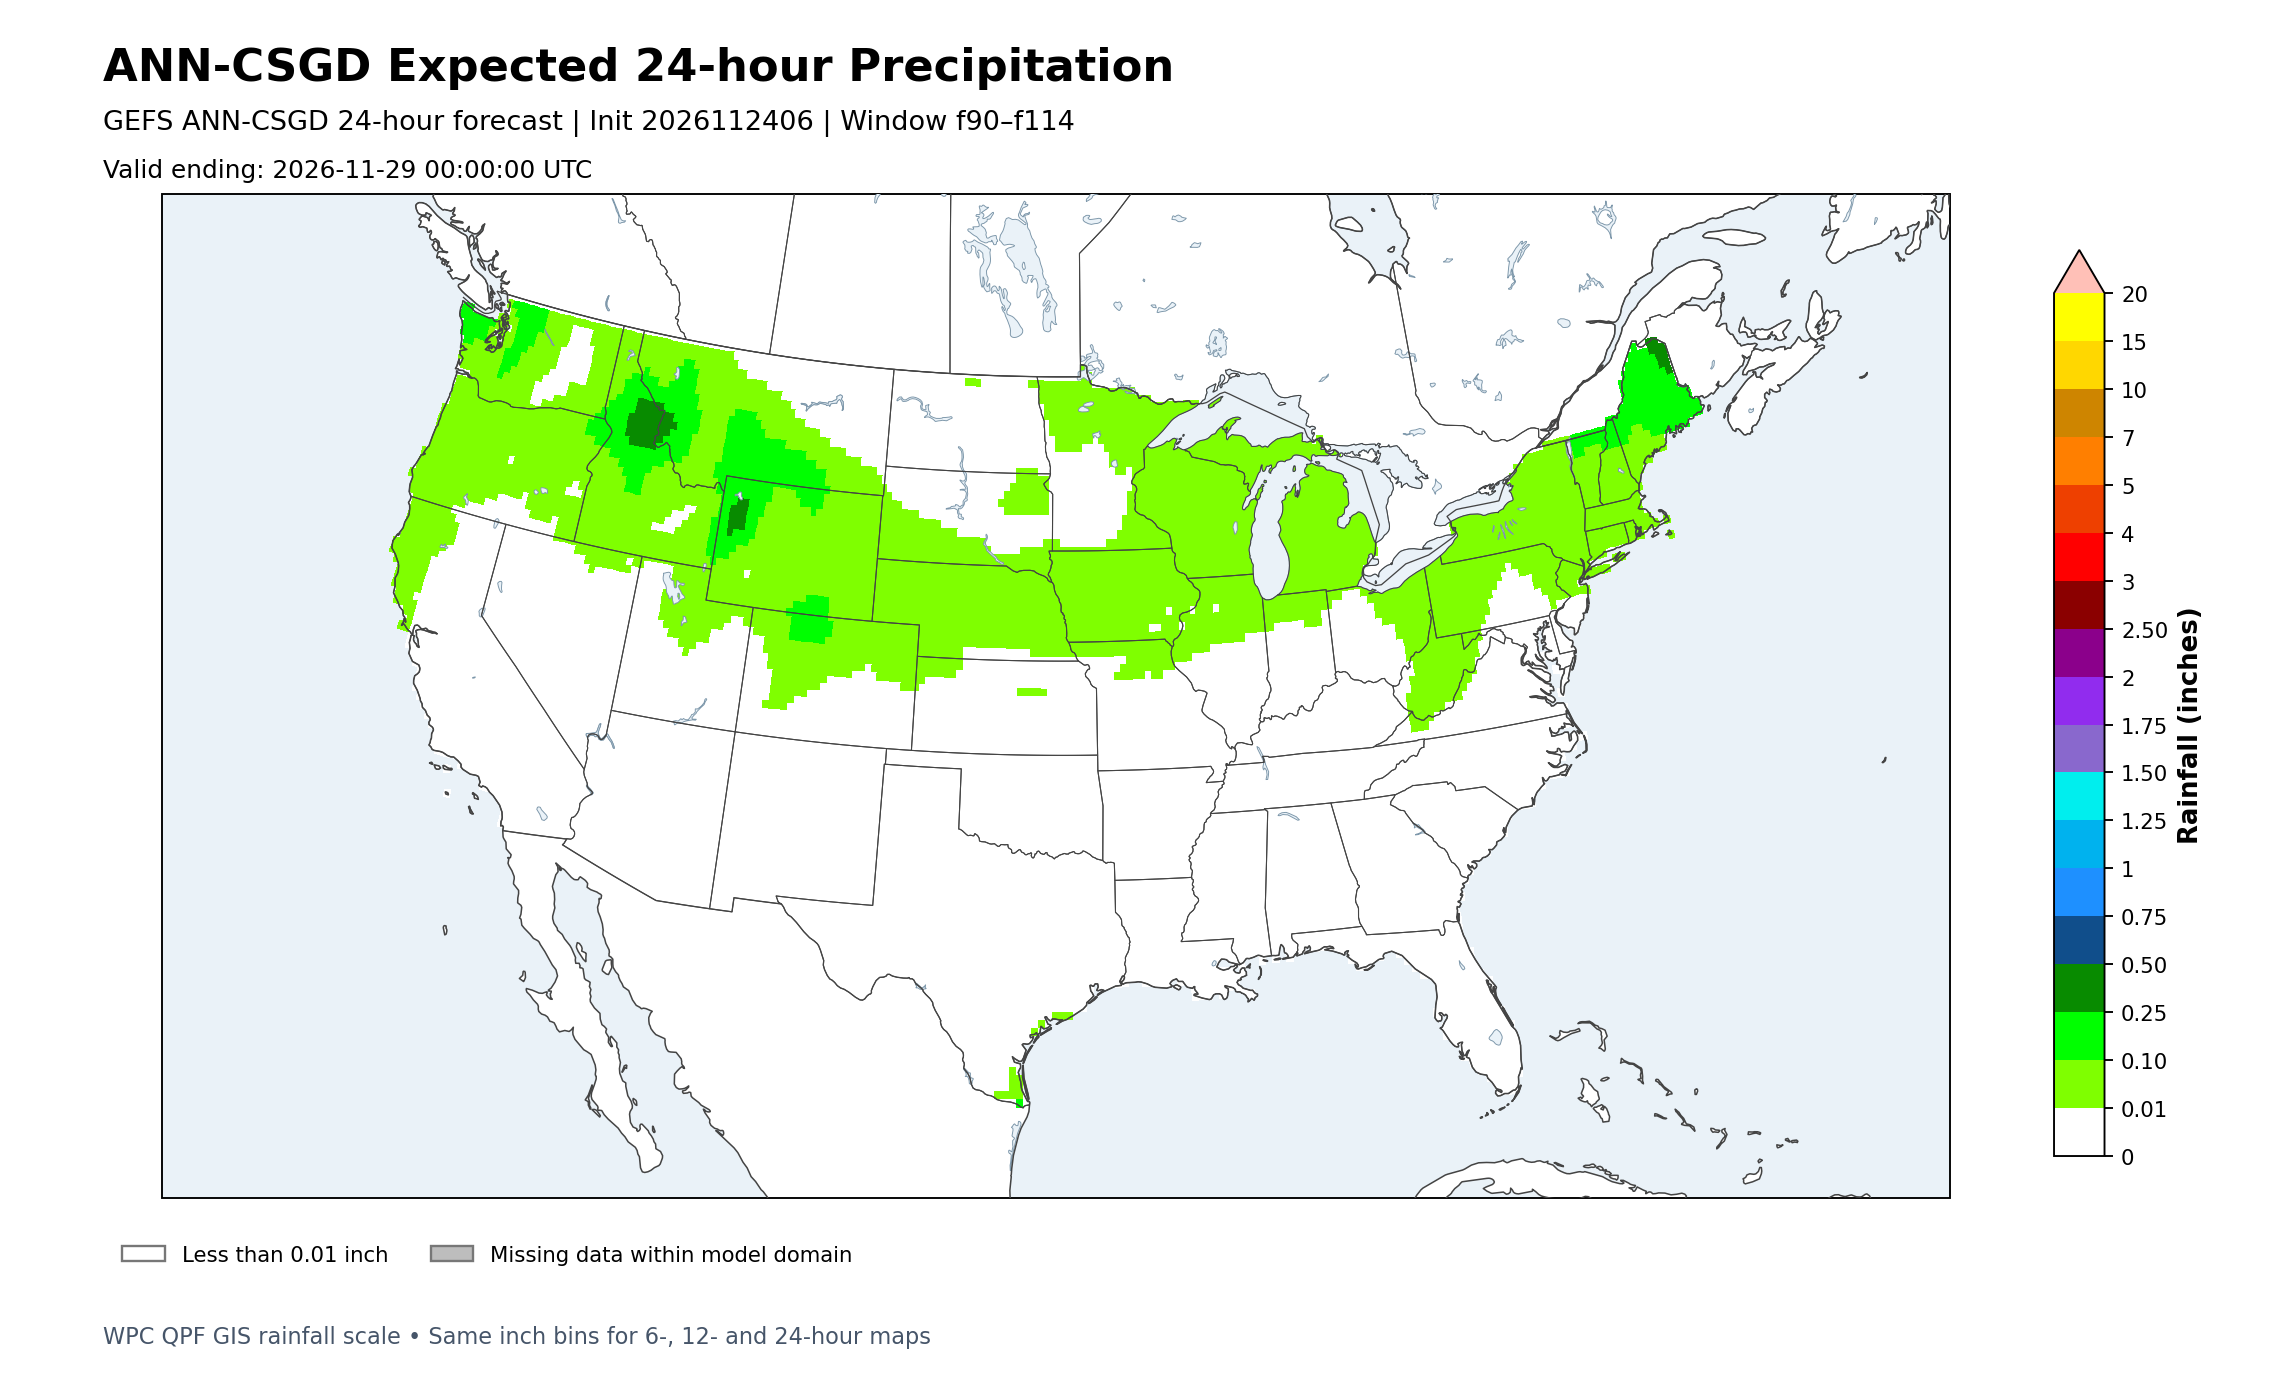 ANN-CSGD Expected 24-hour Precipitation
GEFS ANN-CSGD 24-hour forecast | Init 2026112406 | Window f90–f114
Valid ending: 2026-11-29 00:00:00 UTC
20
15
10
7
5
4
3
2.50
2
1.75
1.50
1.25
1
0.75
0.50
0.25
0.10
0.01
0
Rainfall (inches)
Less than 0.01 inch
Missing data within model domain
WPC QPF GIS rainfall scale • Same inch bins for 6-, 12- and 24-hour maps